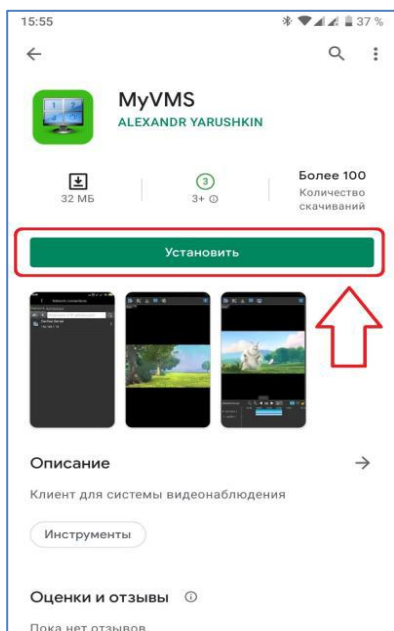 15:55
37 %
MyVMS
ALEXANDR YARUSHKIN
32 МБ
3
3+
Более 100
Количество
скачиваний
Установить
Описание
Клиент для системы видеонаблюдения
Инструменты
Оценки и отзывы
Пока нет отзывов.